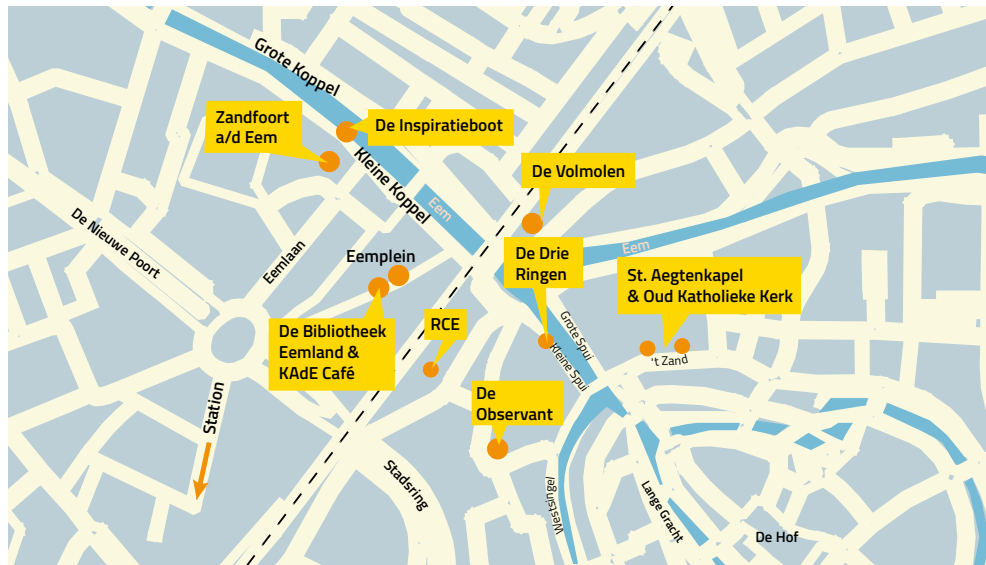 Grote Koppel
Zandfoort
a/d Eem
De Inspiratieboot
Kleine Koppel
Eem
De Volmolen
De Nieuwe Poort
Eemlaan
Eemplein
De Drie
Ringen
Eem
St. Aegtenkapel
& Oud Katholieke Kerk
De Bibliotheek
Eemland &
KAdE Café
RCE
Grote Spui
Kleine Spui
't Zand
De
Observant
Station
Stadsring
Westsingel
Lange Gracht
De Hof